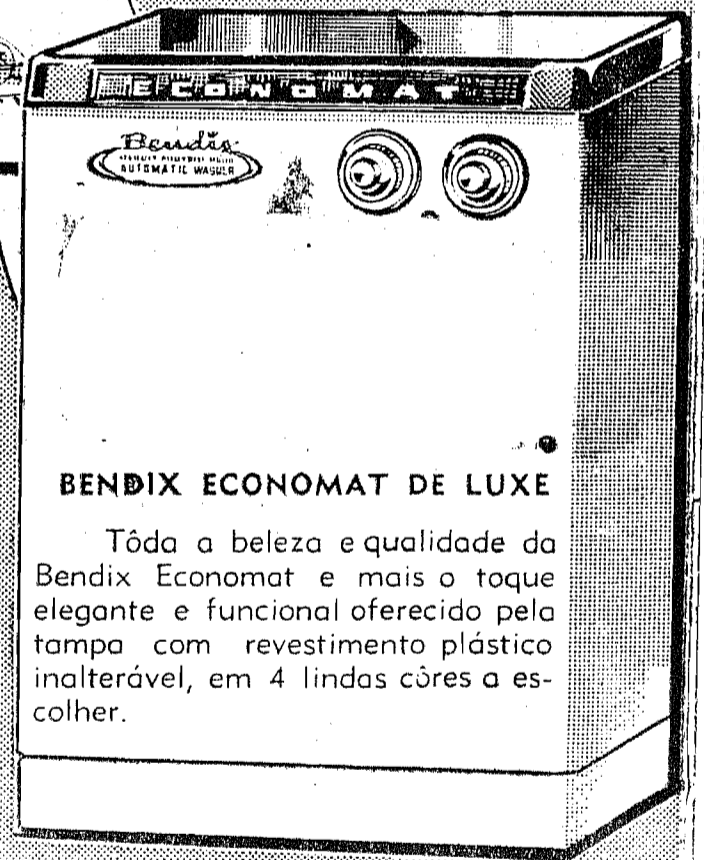 ECONOMAT
Bendix
AUTOMATIC WASHER
BENDIX ECONOMAT DE LUXE
Tôda a beleza e qualidade da
Bendix Economat e mais o toque
elegante e funcional oferecido pela
tampa com revestimento plástico
inalterável, em 4 lindas côres a es-
colher.